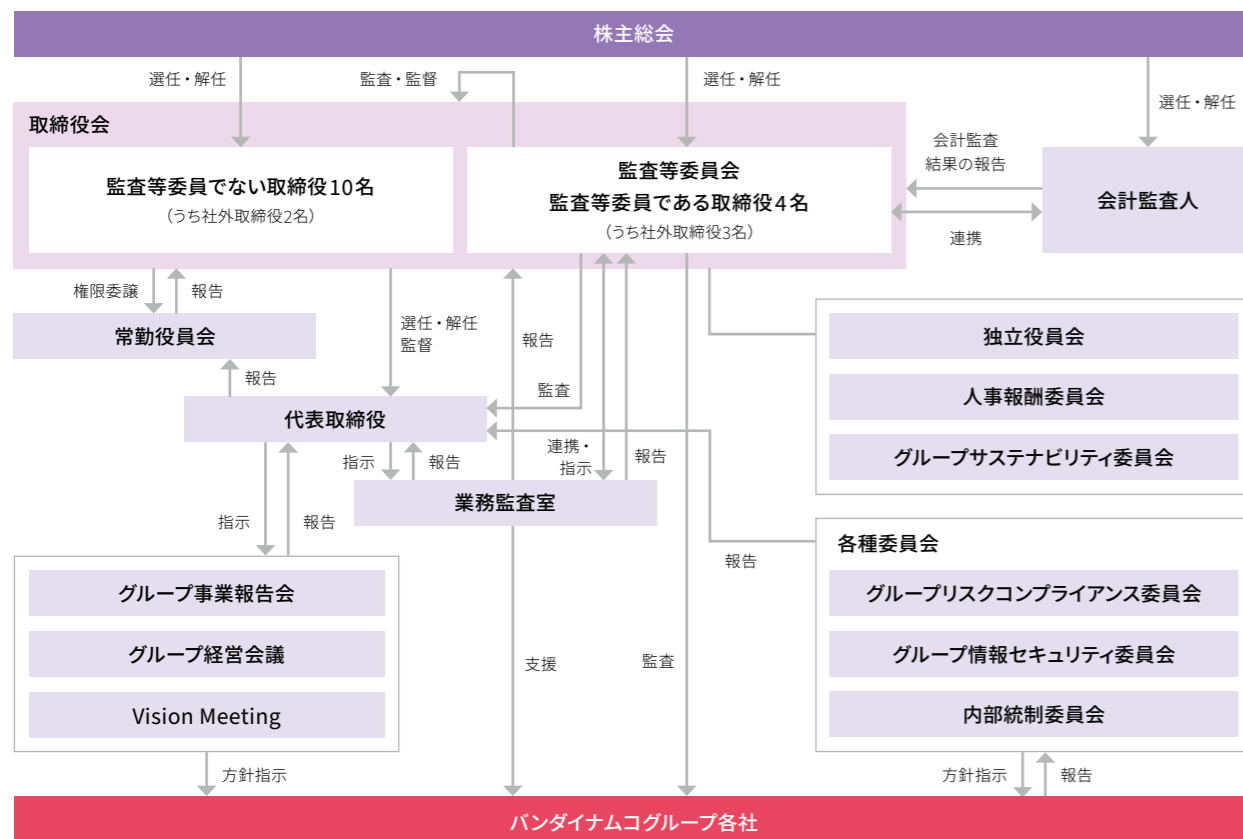 株主総会
選任・解任
監査・監督
選任・解任
選任・解任
取締役会
監査等委員でない取締役10名
（うち社外取締役2名）
監査等委員会
監査等委員である取締役4名
（うち社外取締役3名）
会計監査
結果の報告
連携
会計監査人
権限委譲
報告
常勤役員会
選任・解任
監督
報告
報告
監査
代表取締役
独立役員会
人事報酬委員会
グループサステナビリティ委員会
指示
報告
連携・
指示
報告
業務監査室
指示
報告
報告
グループ事業報告会
グループ経営会議
Vision Meeting
支援
監査
各種委員会
グループリスクコンプライアンス委員会
グループ情報セキュリティ委員会
内部統制委員会
方針指示
方針指示
報告
バンダイナムコグループ各社